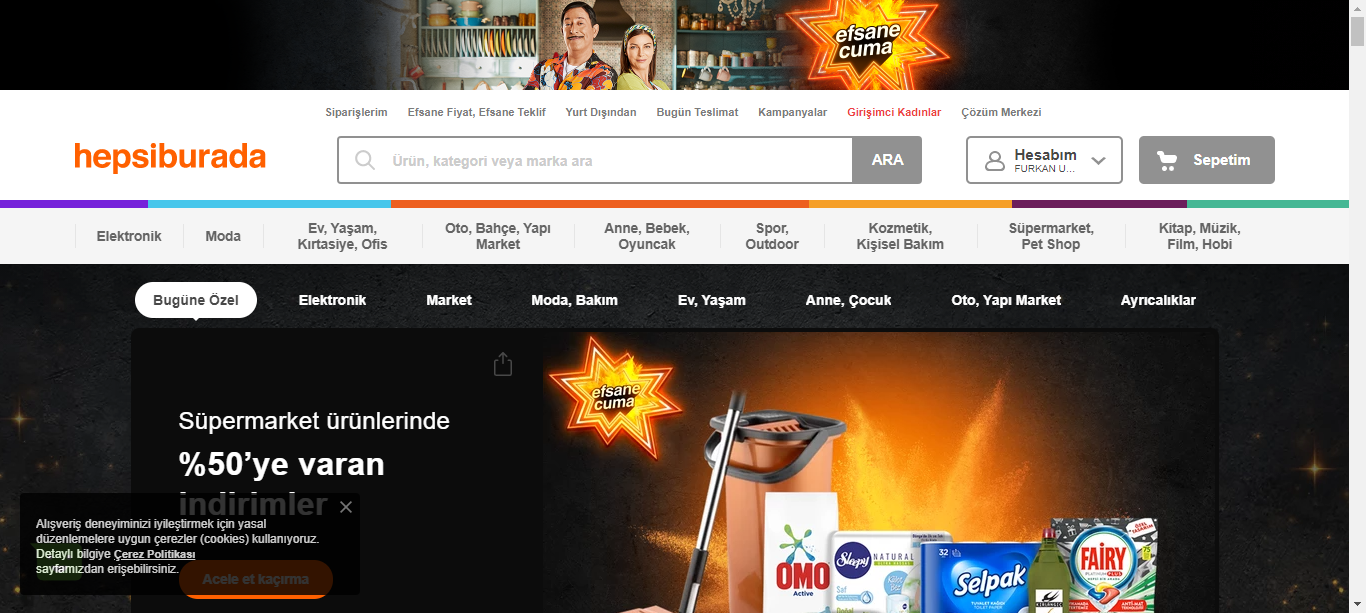 efsane
cuma
Siparişlerim Efsane Fiyat, Efsane Teklif Yurt Dışından Bugün Teslimat Kampanyalar Girişimci Kadınlar Çözüm Merkezi
hepsiburada
Ürün, kategori veya marka ara
ARA
Hesabım
FURKAN U...
Sepetim
Elektronik
Moda
Ev, Yaşam,
Kırtasiye, Ofis
Oto, Bahçe, Yapı
Market
Anne, Bebek,
Oyuncak
Spor,
Outdoor
Kozmetik,
Kişisel Bakım
Süpermarket,
Pet Shop
Kitap, Müzik,
Film, Hobi
Bugüne Özel Elektronik Market Moda, Bakım Ev, Yaşam Anne, Çocuk Oto, Yapı Market Ayrıcalıklar
efsane
cuma
Süpermarket ürünlerinde
%50’ye varan
indirimler
Acele et kaçırma
Alışveriş deneyiminizi iyileştirmek için yasal
düzenlemelere uygun çerezler (cookies) kullanıyoruz.
Detaylı bilgiye Çerez Politikası
sayfamızdan erişebilirsiniz.
OMO
Active
Sleepy
NATURAL
32
Selpak
FAIRY
PLATINUM PLUS
75